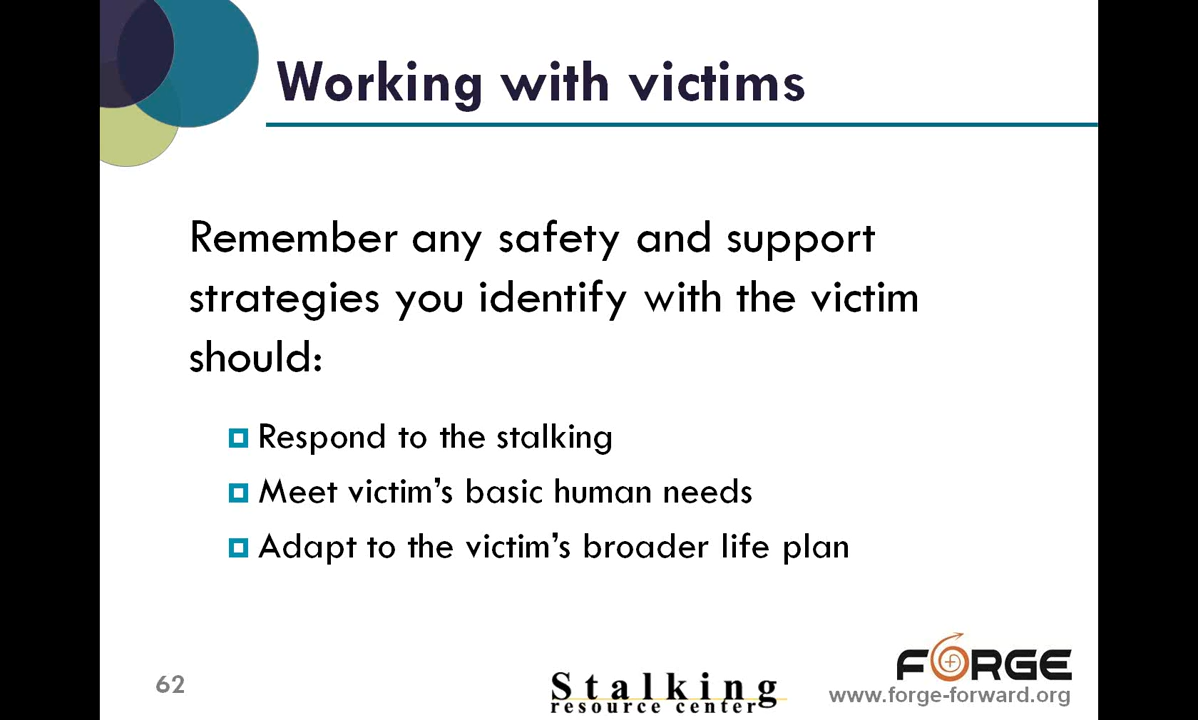 Working with victims
Remember any safety and support
strategies you identify with the victim
should:
Respond to the stalking
Meet victim's basic human needs
Adapt to the victim's broader life plan
62
Stalking
resource center
FORGE
www.forge-forward.org